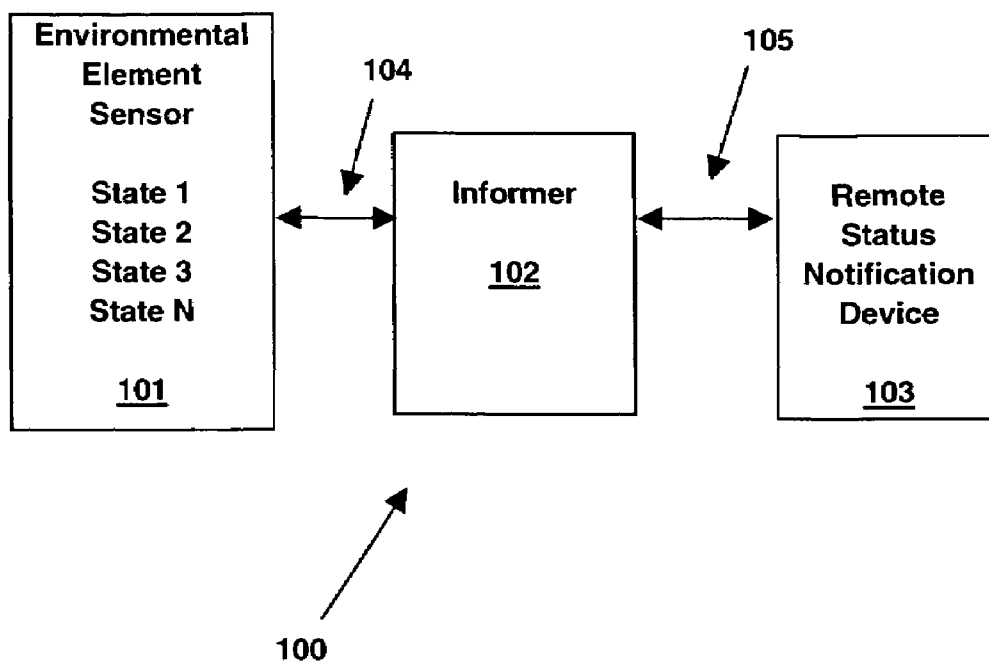 Environmental
Element
Sensor
State 1
State 2
State 3
State N
101
104
Informer
102
105
Remote
Status
Notification
Device
103
100